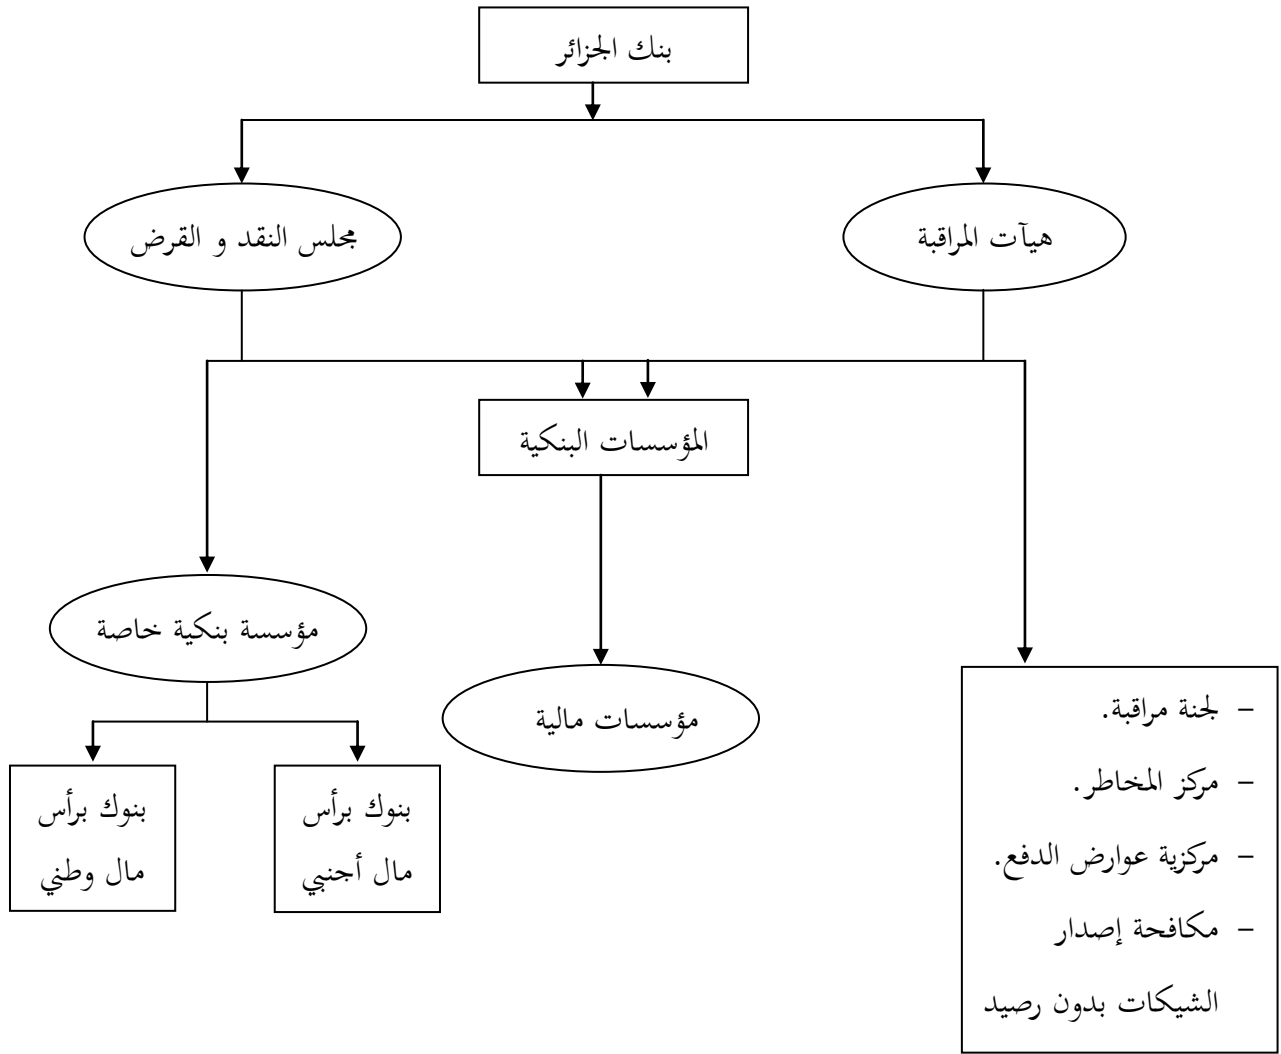 بنك الجزائر
هيآت المراقبة
مجلس النقد و القرض
المؤسسات البنكية
مؤسسة بنكية خاصة
مؤسسات مالية
- لجنة مراقبة.
- مركز المخاطر.
- مركزية عوارض الدفع.
- مكافحة إصدار
الشيكات بدون رصيد
بنوك برأس
مال أجنبي
بنوك برأس
مال وطني